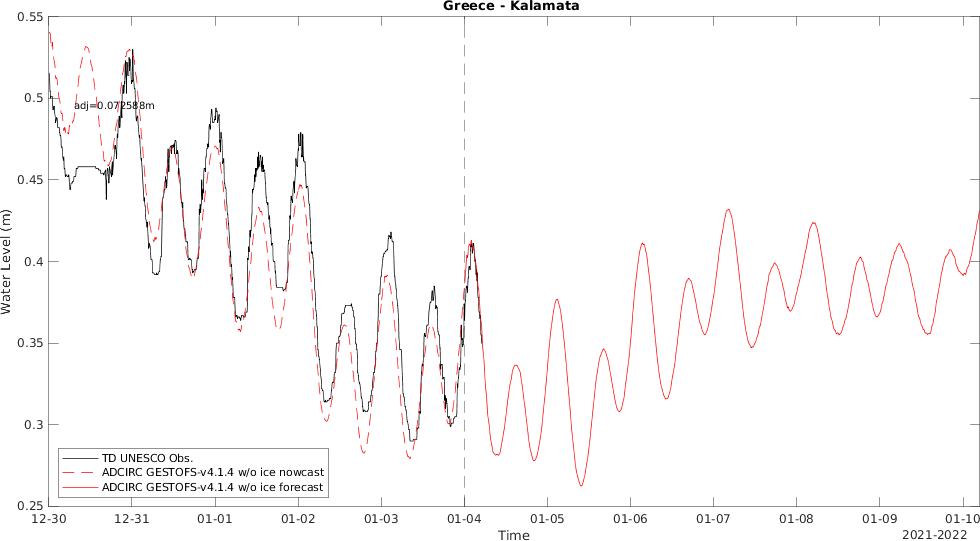 Greece - Kalamata
0.55
0.5
0.45
0.4
0.35
0.3
0.25
Water Level (m)
adj=0.072588m
TD UNESCO Obs.
ADCIRC GESTOFS-v4.1.4 w/o ice nowcast
ADCIRC GESTOFS-v4.1.4 w/o ice forecast
12-30 12-31 01-01 01-02 01-03 01-04 01-05 01-06 01-07 01-08 01-09 01-10
Time
2021-2022